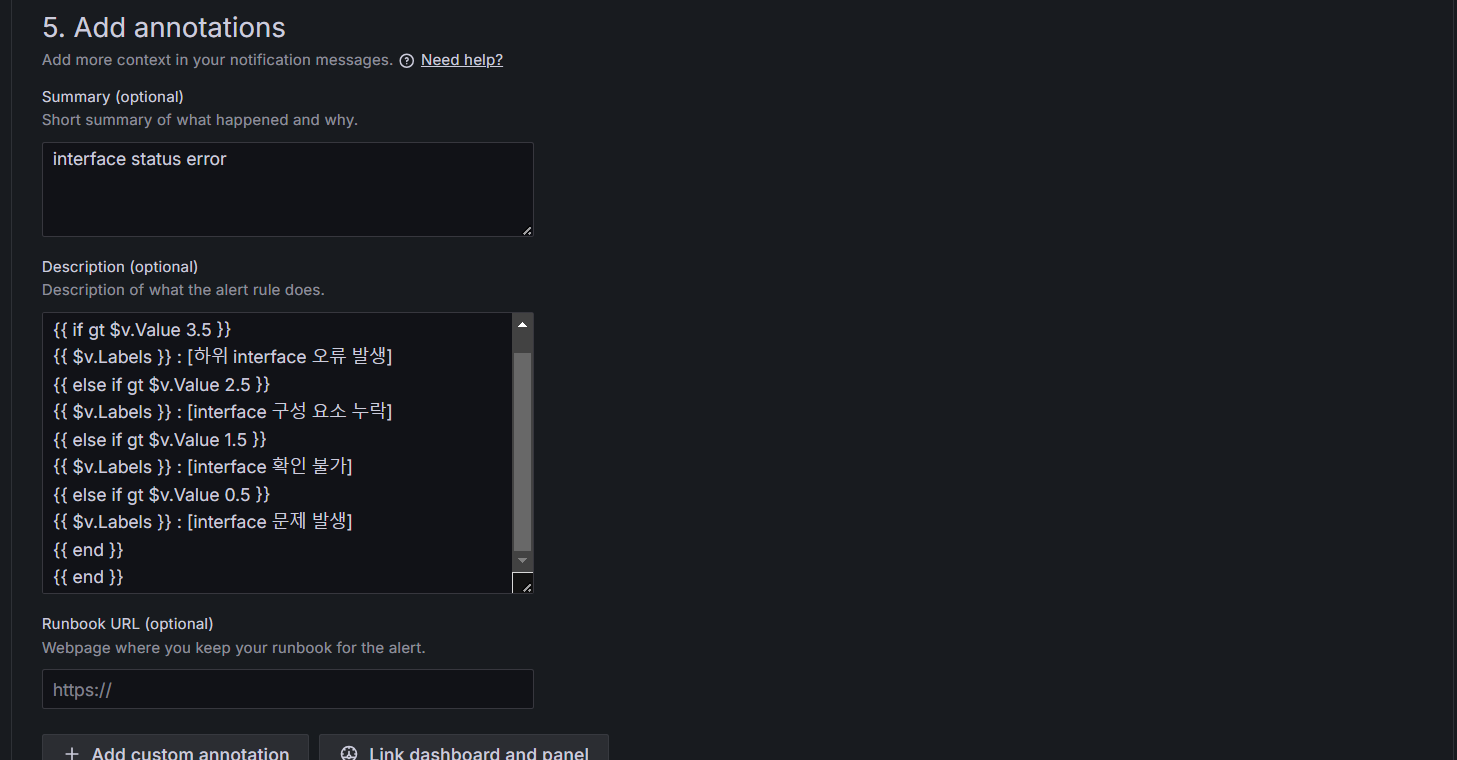 5. Add annotations
Add more context in your notification messages. Need help?
Summary (optional)
Short summary of what happened and why.
interface status error
Description (optional)
Description of what the alert rule does.
{{ if gt $v.Value 3.5 }}
{{ $v.Labels }} : [하위 interface 오류 발생]
{{ else if gt $v.Value 2.5 }}
{{ $v.Labels }} : [interface 구성 요소 누락]
{{ else if gt $v.Value 1.5 }}
{{ $v.Labels }} : [interface 확인 불가]
{{ else if gt $v.Value 0.5 }}
{{ $v.Labels }} : [interface 문제 발생]
{{ end }}
{{ end }}
Runbook URL (optional)
Webpage where you keep your runbook for the alert.
https://
+ Add custom annotation Link dashboard and panel